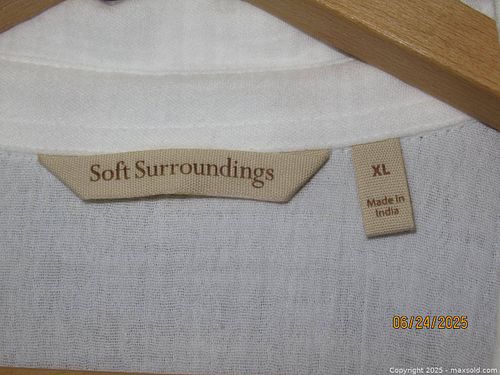 Soft Surroundings
XL
Made in
India
06/24/2025
Copyright 2025 - maxsold.com